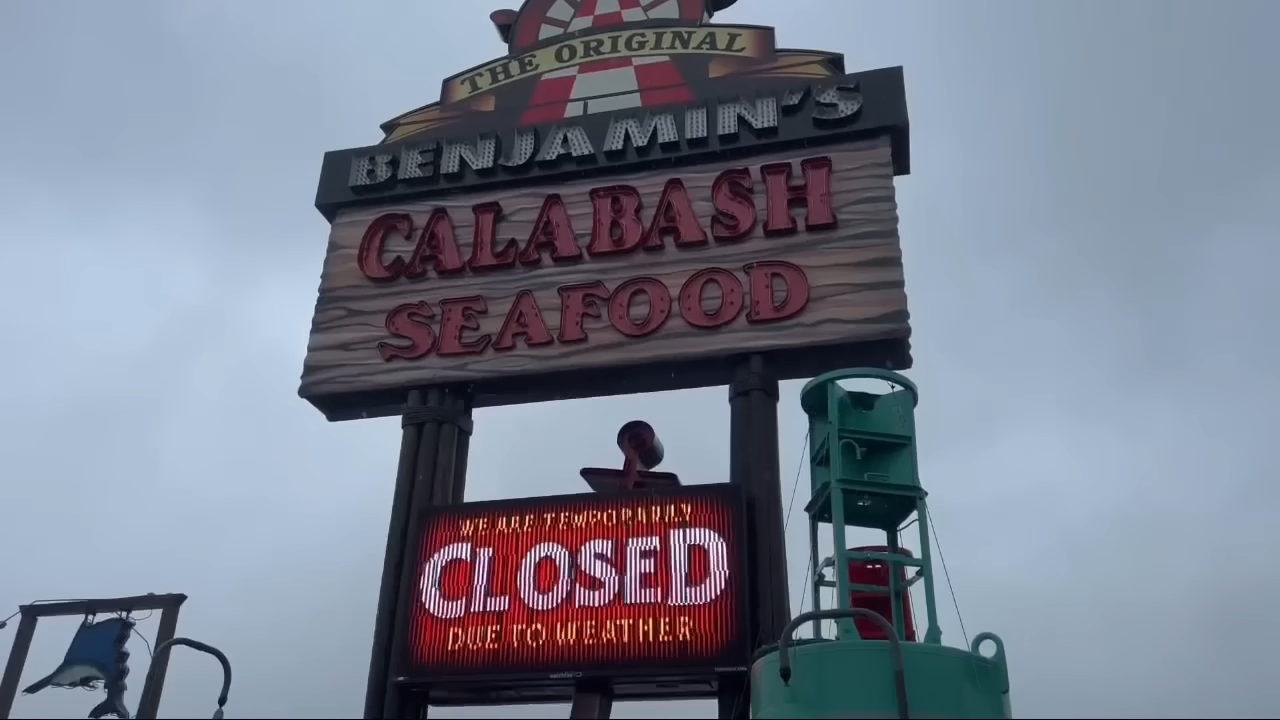 THE ORIGINAL
BENJAMIN'S
CALABASH
SEAFOOD
WE ARE TEMPORARILY
CLOSED
DUE TO WEATHER